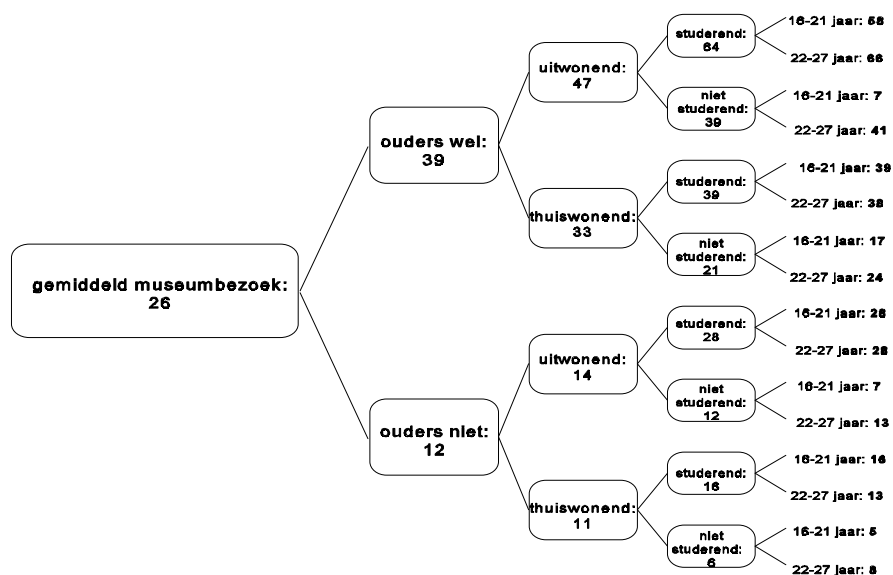 gemiddeld museumbezoek:
26
ouders wel:
39
ouders niet:
12
uitwonend:
47
thuiswonend:
33
uitwonend:
14
thuiswonend:
11
studerend:
64
niet
studerend:
39
studerend:
39
niet
studerend:
21
studerend:
28
niet
studerend:
12
studerend:
16
niet
studerend:
6
16-21 jaar: 58
22-27 jaar: 66
16-21 jaar: 7
22-27 jaar: 41
16-21 jaar: 39
22-27 jaar: 38
16-21 jaar: 17
22-27 jaar: 24
16-21 jaar: 28
22-27 jaar: 28
16-21 jaar: 7
22-27 jaar: 13
16-21 jaar: 16
22-27 jaar: 13
16-21 jaar: 5
22-27 jaar: 8